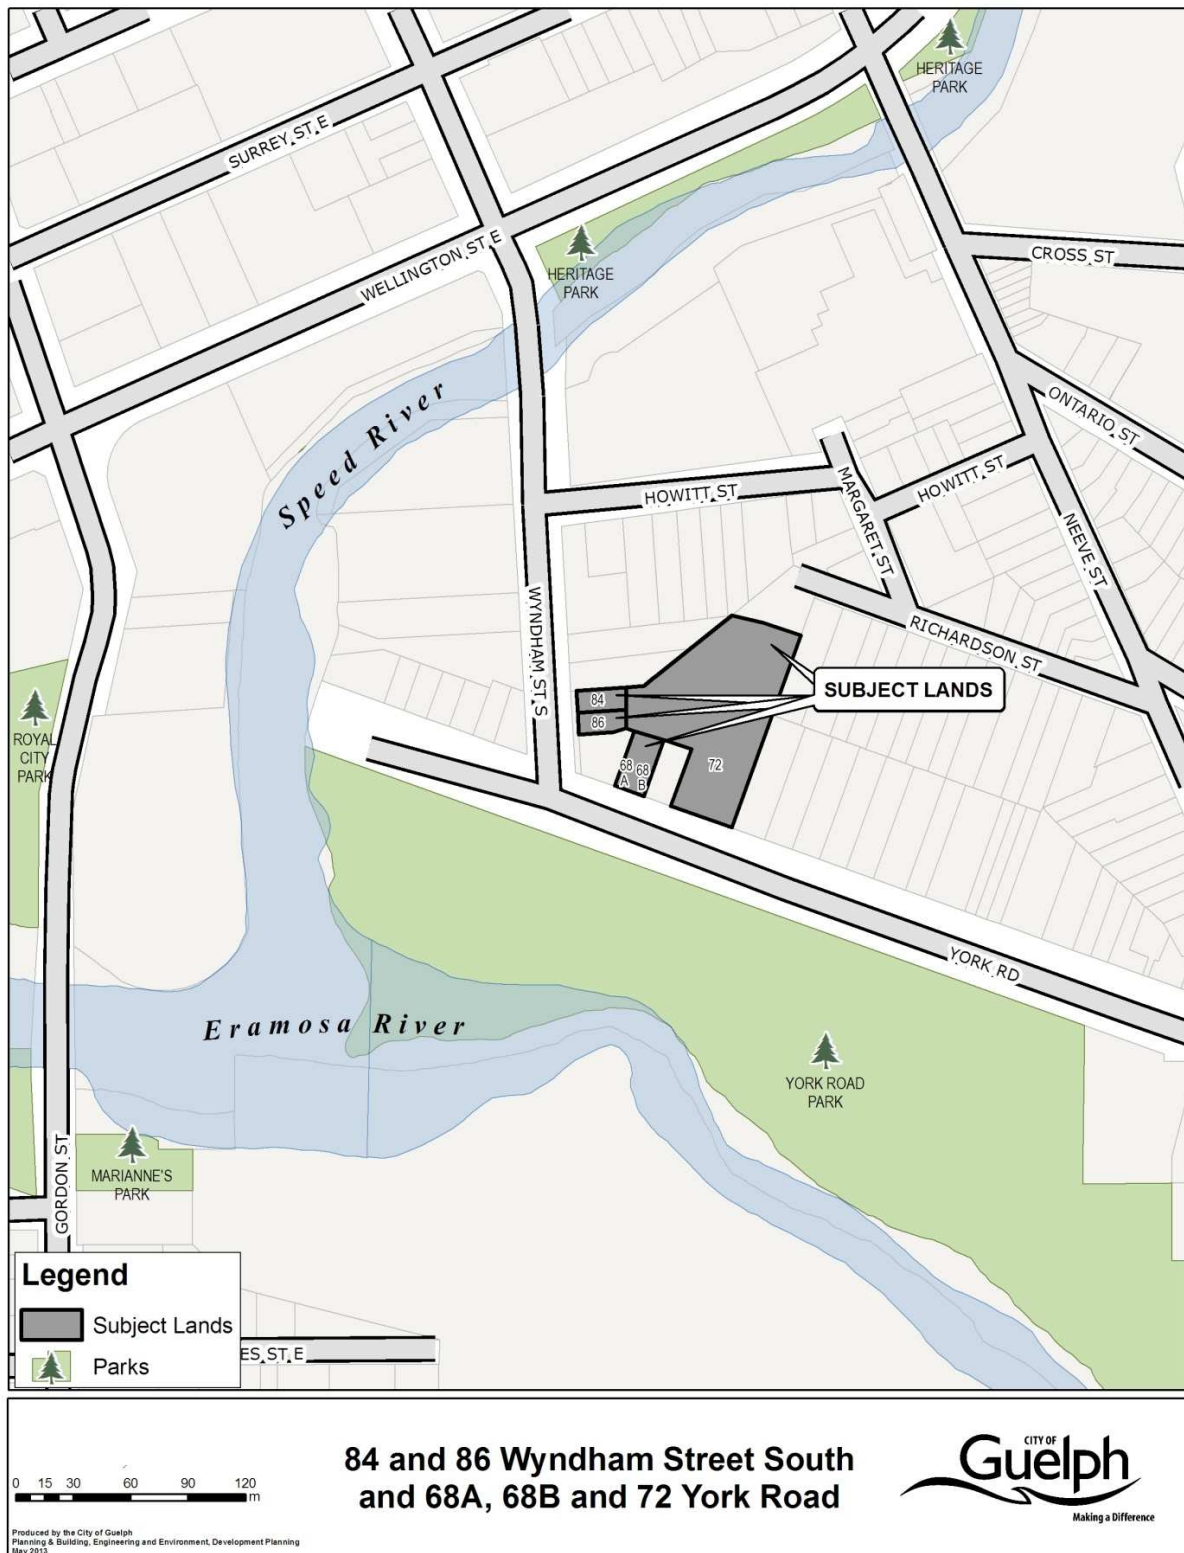 HERITAGE
PARK
SURREY ST E
CROSS ST
WELLINGTON ST E
HERITAGE
PARK
ONTARIO ST
Speed River
HOWITT ST
HOWITT ST
MARGARET ST
NEEVE ST
WYNDHAM ST S
RICHARDSON ST
SUBJECT LANDS
84
86
68
A
68
B
72
ROYAL
CITY
PARK
YORK RD
Eramosa River
YORK ROAD
PARK
MARIANNE'S
PARK
GORDON ST
Legend
Subject Lands
Parks
ES ST E
0 15 30 60 90 120
m
84 and 86 Wyndham Street South
and 68A, 68B and 72 York Road
CITY OF
Guelph
Making a Difference
Produced by the City of Guelph
Planning & Building, Engineering and Environment, Development Planning
May 2013